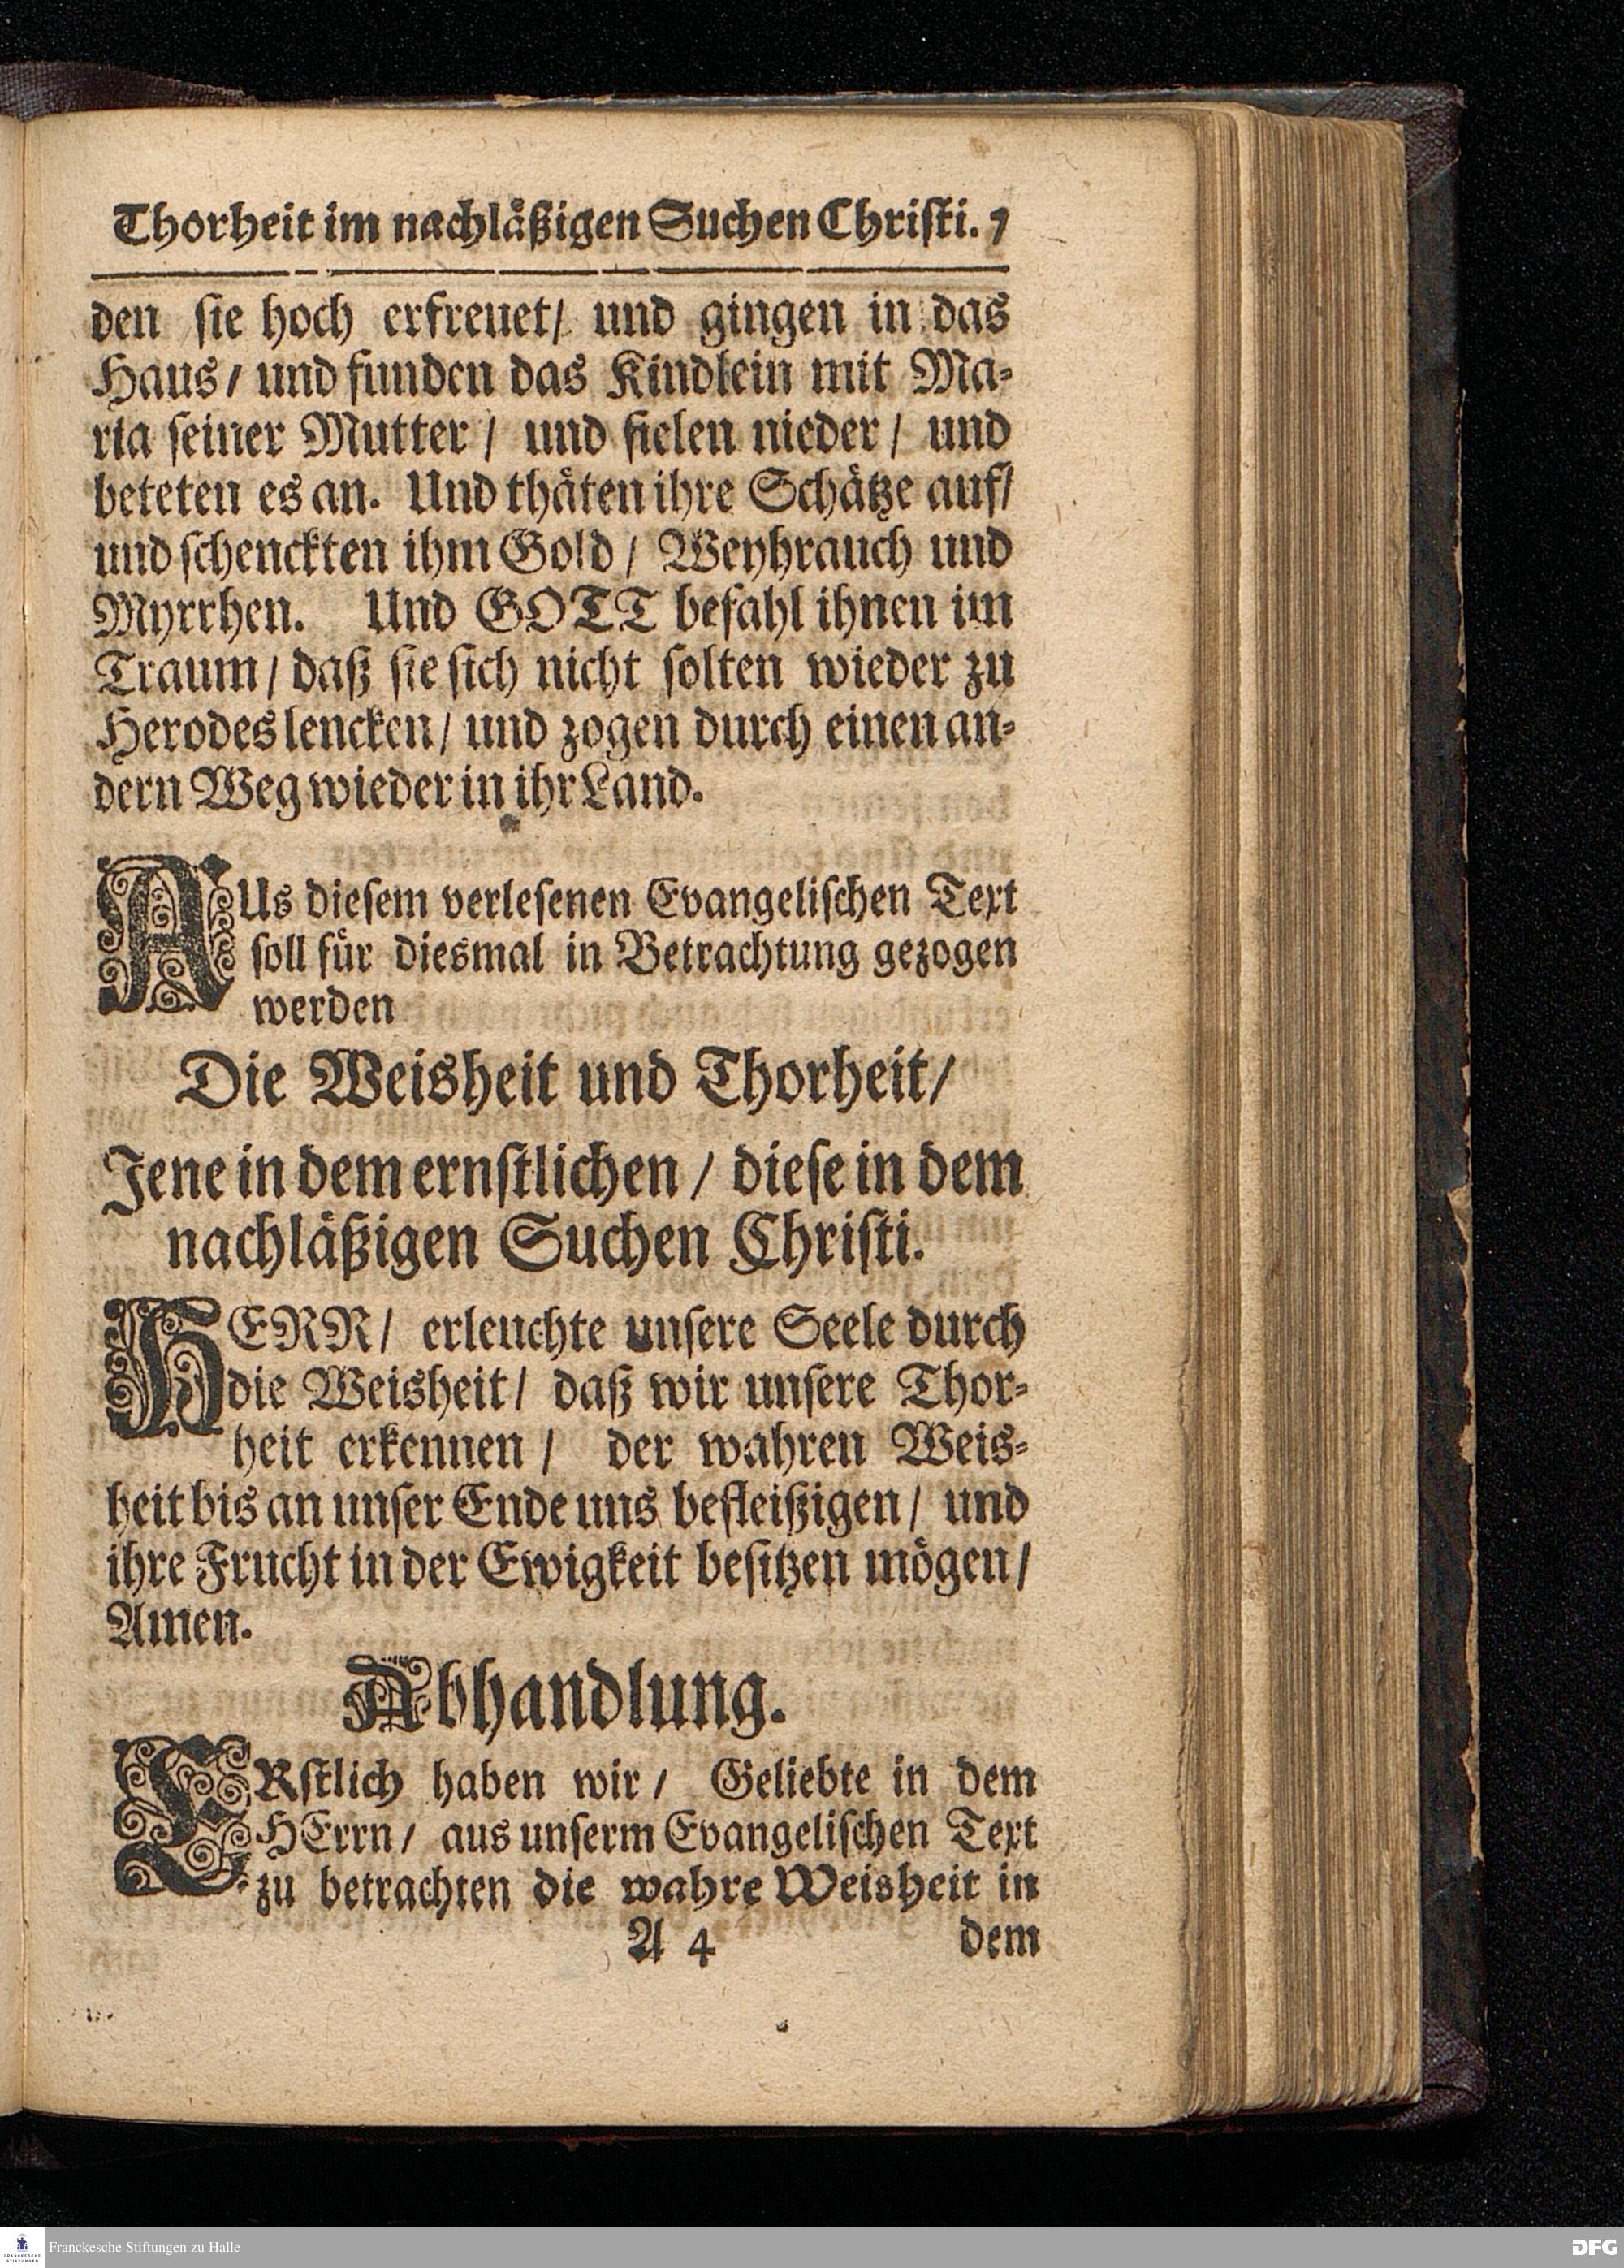 Thorheit im nachläßigen Suchen Christi. 7
den sie hoch erfreuet/ und gingen in das
Haus/ und funden das Kindlein mit Ma-
ria seiner Mutter/ und fielen nieder/ und
beteten es an. Und thäten ihre Schätze auf/
und schenckten ihm Gold/ Weyhrauch und
Myrrhen. Und GOTT befahl ihnen im
Traum/ daß sie sich nicht solten wieder zu
Herodes lencken/ und zogen durch einen an-
dern Weg wieder in ihr Land.
AUs diesem verlesenen Evangelischen Text
soll für diesmal in Betrachtung gezogen
werden
Die Weisheit und Thorheit/
Jene in dem ernstlichen/ diese in dem
nachläßigen Suchen Christi.
HERR/ erleuchte unsere Seele durch
die Weisheit/ daß wir unsere Thor-
heit erkennen/ der wahren Weis-
heit bis an unser Ende uns befleißigen/ und
ihre Frucht in der Ewigkeit besitzen mögen/
Amen.
Abhandlung.
ERstlich haben wir/ Geliebte in dem
HErrn/ aus unserm Evangelischen Text
zu betrachten die wahre Weisheit in
A 4 dem
FRANCKESCHE STIFTUNGEN
Franckesche Stiftungen zu Halle
DFG